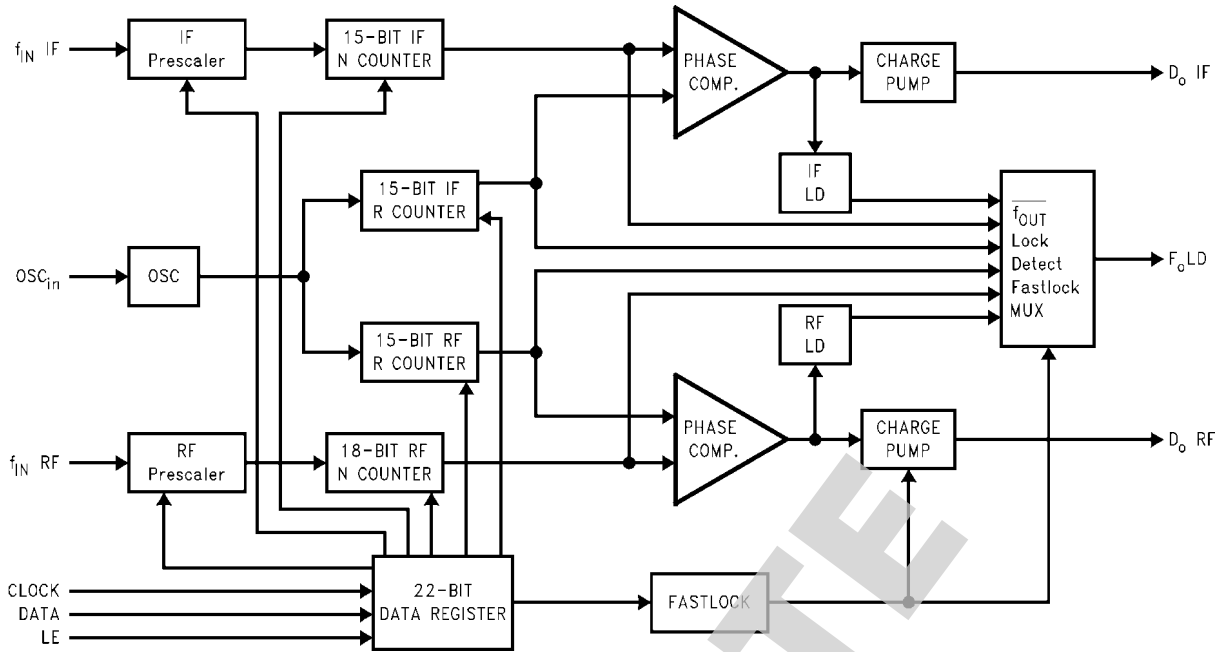 f_IN IF
IF
Prescaler
15-BIT IF
N COUNTER
PHASE
COMP.
CHARGE
PUMP
D_o IF
15-BIT IF
R COUNTER
IF
LD
OSC_in
OSC
f_OUT
Lock
Detect
Fastlock
MUX
F_oLD
15-BIT RF
R COUNTER
RF
LD
f_IN RF
RF
Prescaler
18-BIT RF
N COUNTER
PHASE
COMP.
CHARGE
PUMP
D_o RF
CLOCK
DATA
LE
22-BIT
DATA REGISTER
FASTLOCK
TE